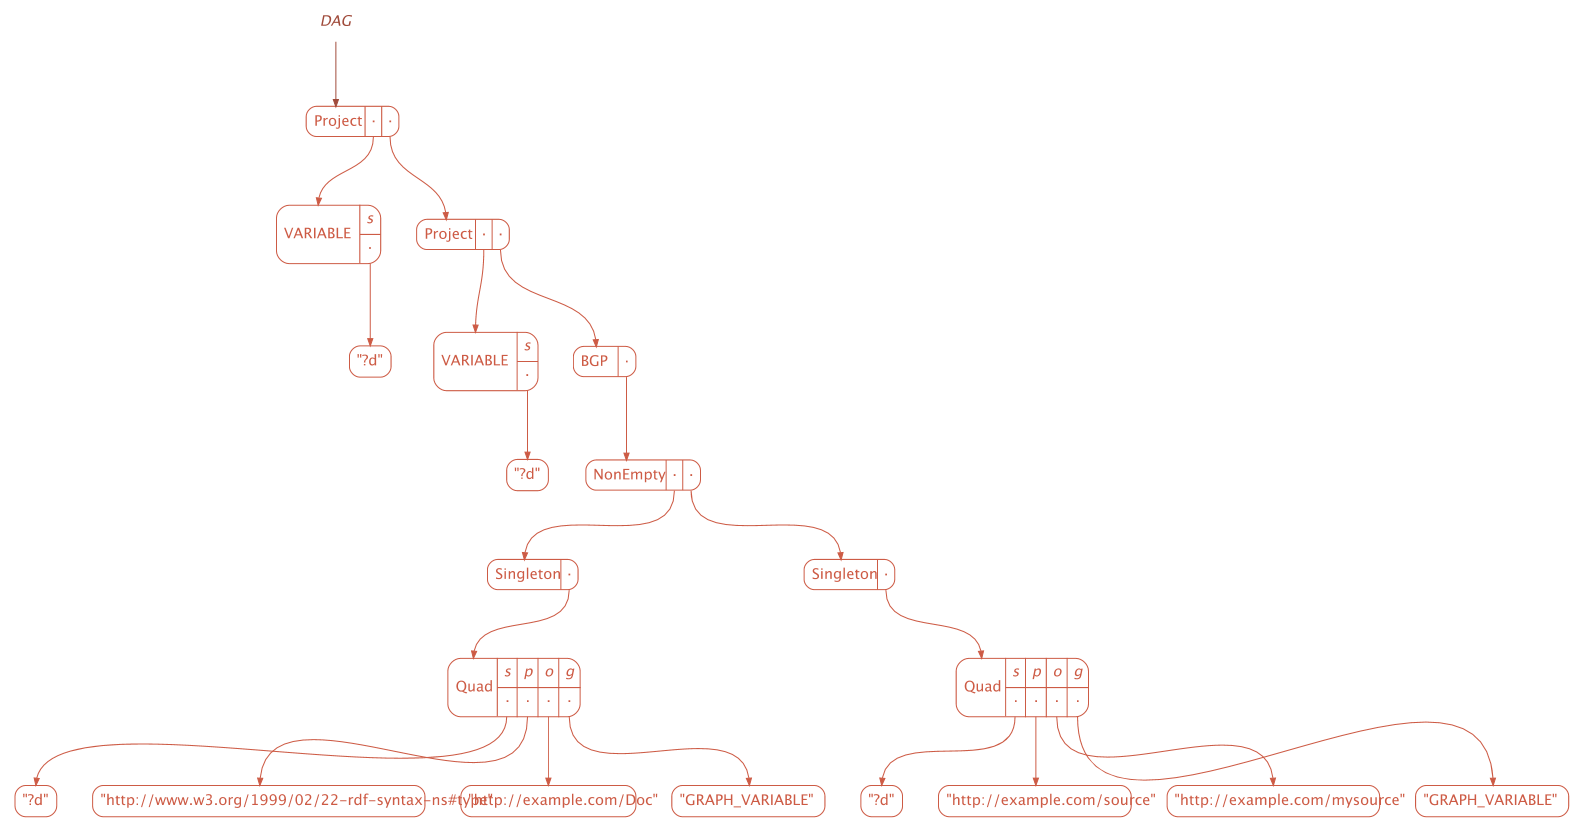 DAG
Project · ·
VARIABLE s ·
Project · ·
"?d"
VARIABLE s ·
BGP ·
"?d"
NonEmpty · ·
Singleton ·
Singleton ·
Quad s p o g · · · ·
Quad s p o g · · · ·
"?d"
"http://www.w3.org/1999/02/22-rdf-syntax-ns#type"
"http://example.com/Doc"
"GRAPH_VARIABLE"
"?d"
"http://example.com/source"
"http://example.com/mysource"
"GRAPH_VARIABLE"